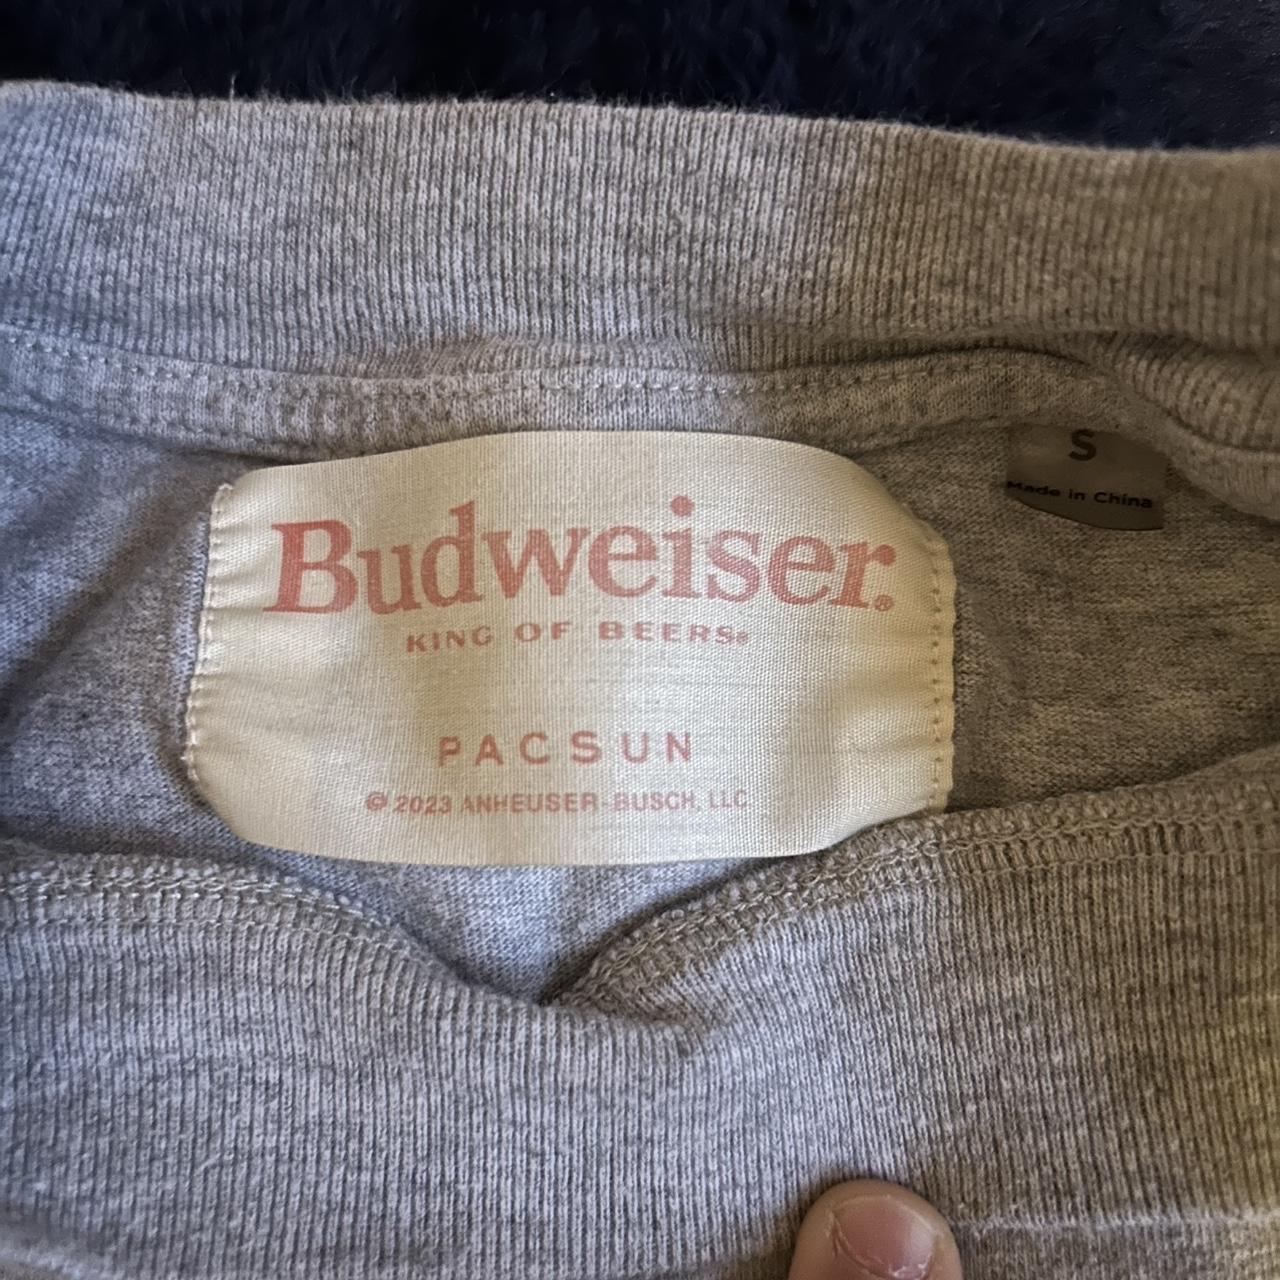 Budweiser.®
KING OF BEERS®
PACSUN
© 2023 ANHEUSER-BUSCH, LLC
S
Made in China